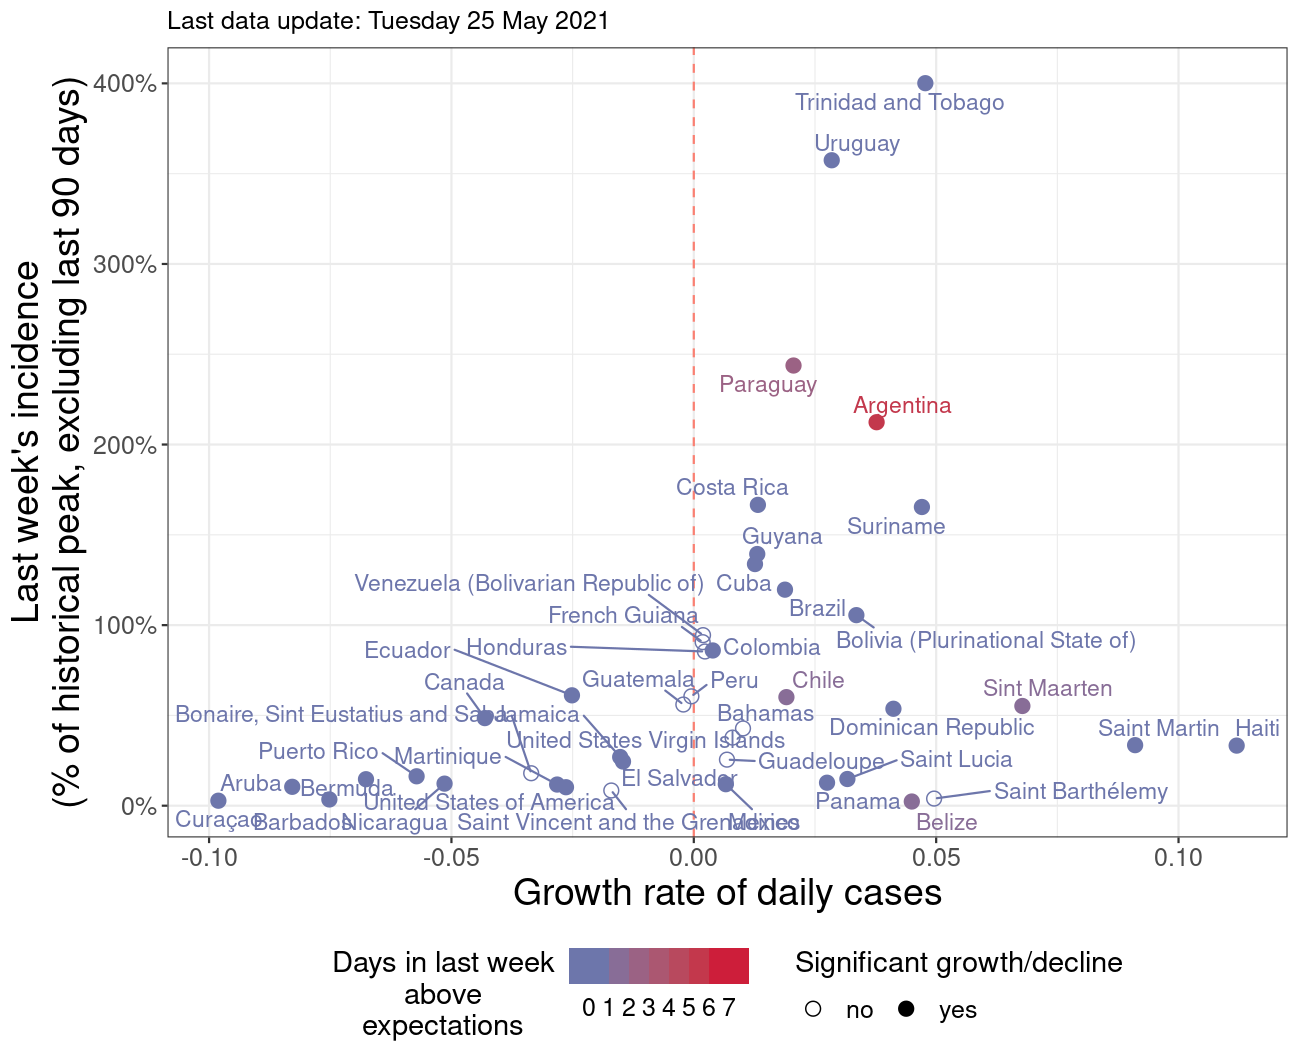 Last data update: Tuesday 25 May 2021
Last week's incidence
(% of historical peak, excluding last 90 days)
400%
300%
200%
100%
0%
Trinidad and Tobago
Uruguay
Paraguay
Argentina
Costa Rica
Suriname
Guyana
Venezuela (Bolivarian Republic of)
Cuba
Brazil
French Guiana
Bolivia (Plurinational State of)
Ecuador
Honduras
Colombia
Canada
Guatemala
Peru
Chile
Sint Maarten
Bonaire, Sint Eustatius and Saba
Jamaica
Bahamas
Dominican Republic
Saint Martin
Haiti
United States Virgin Islands
Puerto Rico
Martinique
Guadeloupe
Saint Lucia
El Salvador
Aruba
Bermuda
United States of America
Panama
Saint Barthélemy
Curaçao
Barbados
Nicaragua
Saint Vincent and the Grenadines
Mexico
Belize
-0.10
-0.05
0.00
0.05
0.10
Growth rate of daily cases
Days in last week
above
expectations
0 1 2 3 4 5 6 7
Significant growth/decline
no
yes